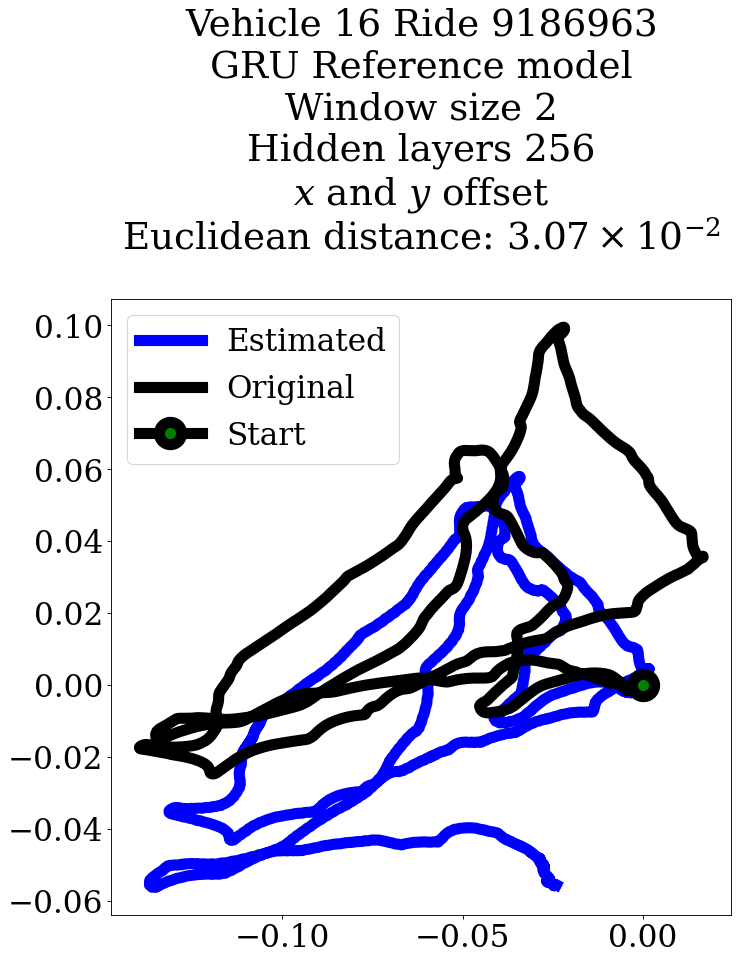 Vehicle 16 Ride 9186963
GRU Reference model
Window size 2
Hidden layers 256
x and y offset
Euclidean distance: 3.07 × 10⁻²
Estimated
Original
Start
0.10
0.08
0.06
0.04
0.02
0.00
−0.02
−0.04
−0.06
−0.10 −0.05 0.00